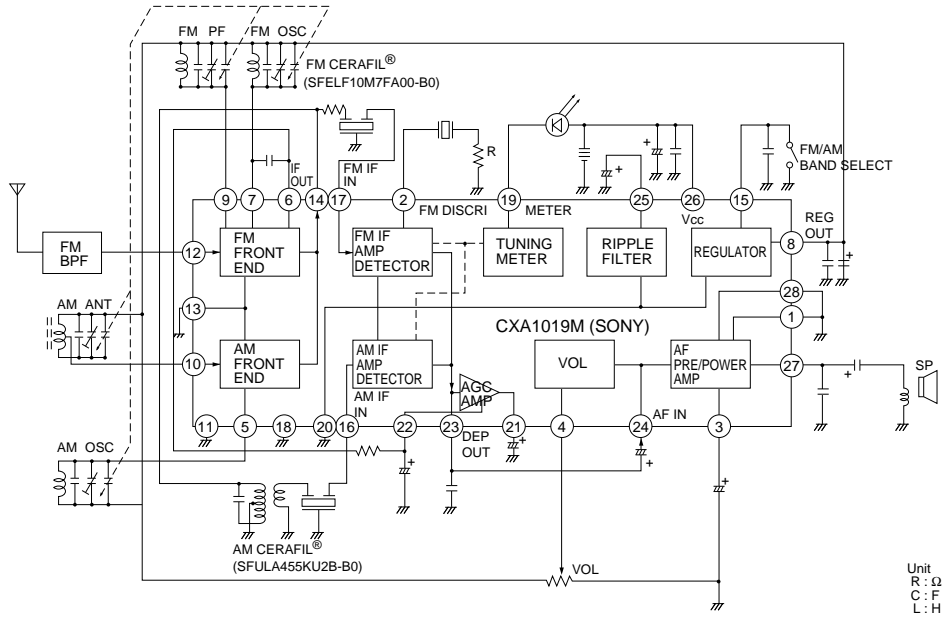 FM PF FM OSC
FM CERAFIL®
(SFELF10M7FA00-B0)
R
FM/AM
BAND SELECT
IF
OUT
FM IF
IN
9 7 6 14 17 2 FM DISCRI 19 METER 25 26 15
Vcc
REG
OUT
FM
BPF
12
FM
FRONT
END
FM IF
AMP
DETECTOR
TUNING
METER
RIPPLE
FILTER
REGULATOR
8
AM ANT
13
28
CXA1019M (SONY)
1
10
AM
FRONT
END
AM IF
AMP
DETECTOR
VOL
AF
PRE/POWER
AMP
27
SP
AM IF
IN
AGC
AMP
11 5 18 20 16 22 23 21 4 24 3
DEP
OUT
AF IN
AM OSC
AM CERAFIL®
(SFULA455KU2B-B0)
VOL
Unit
R : Ω
C : F
L : H